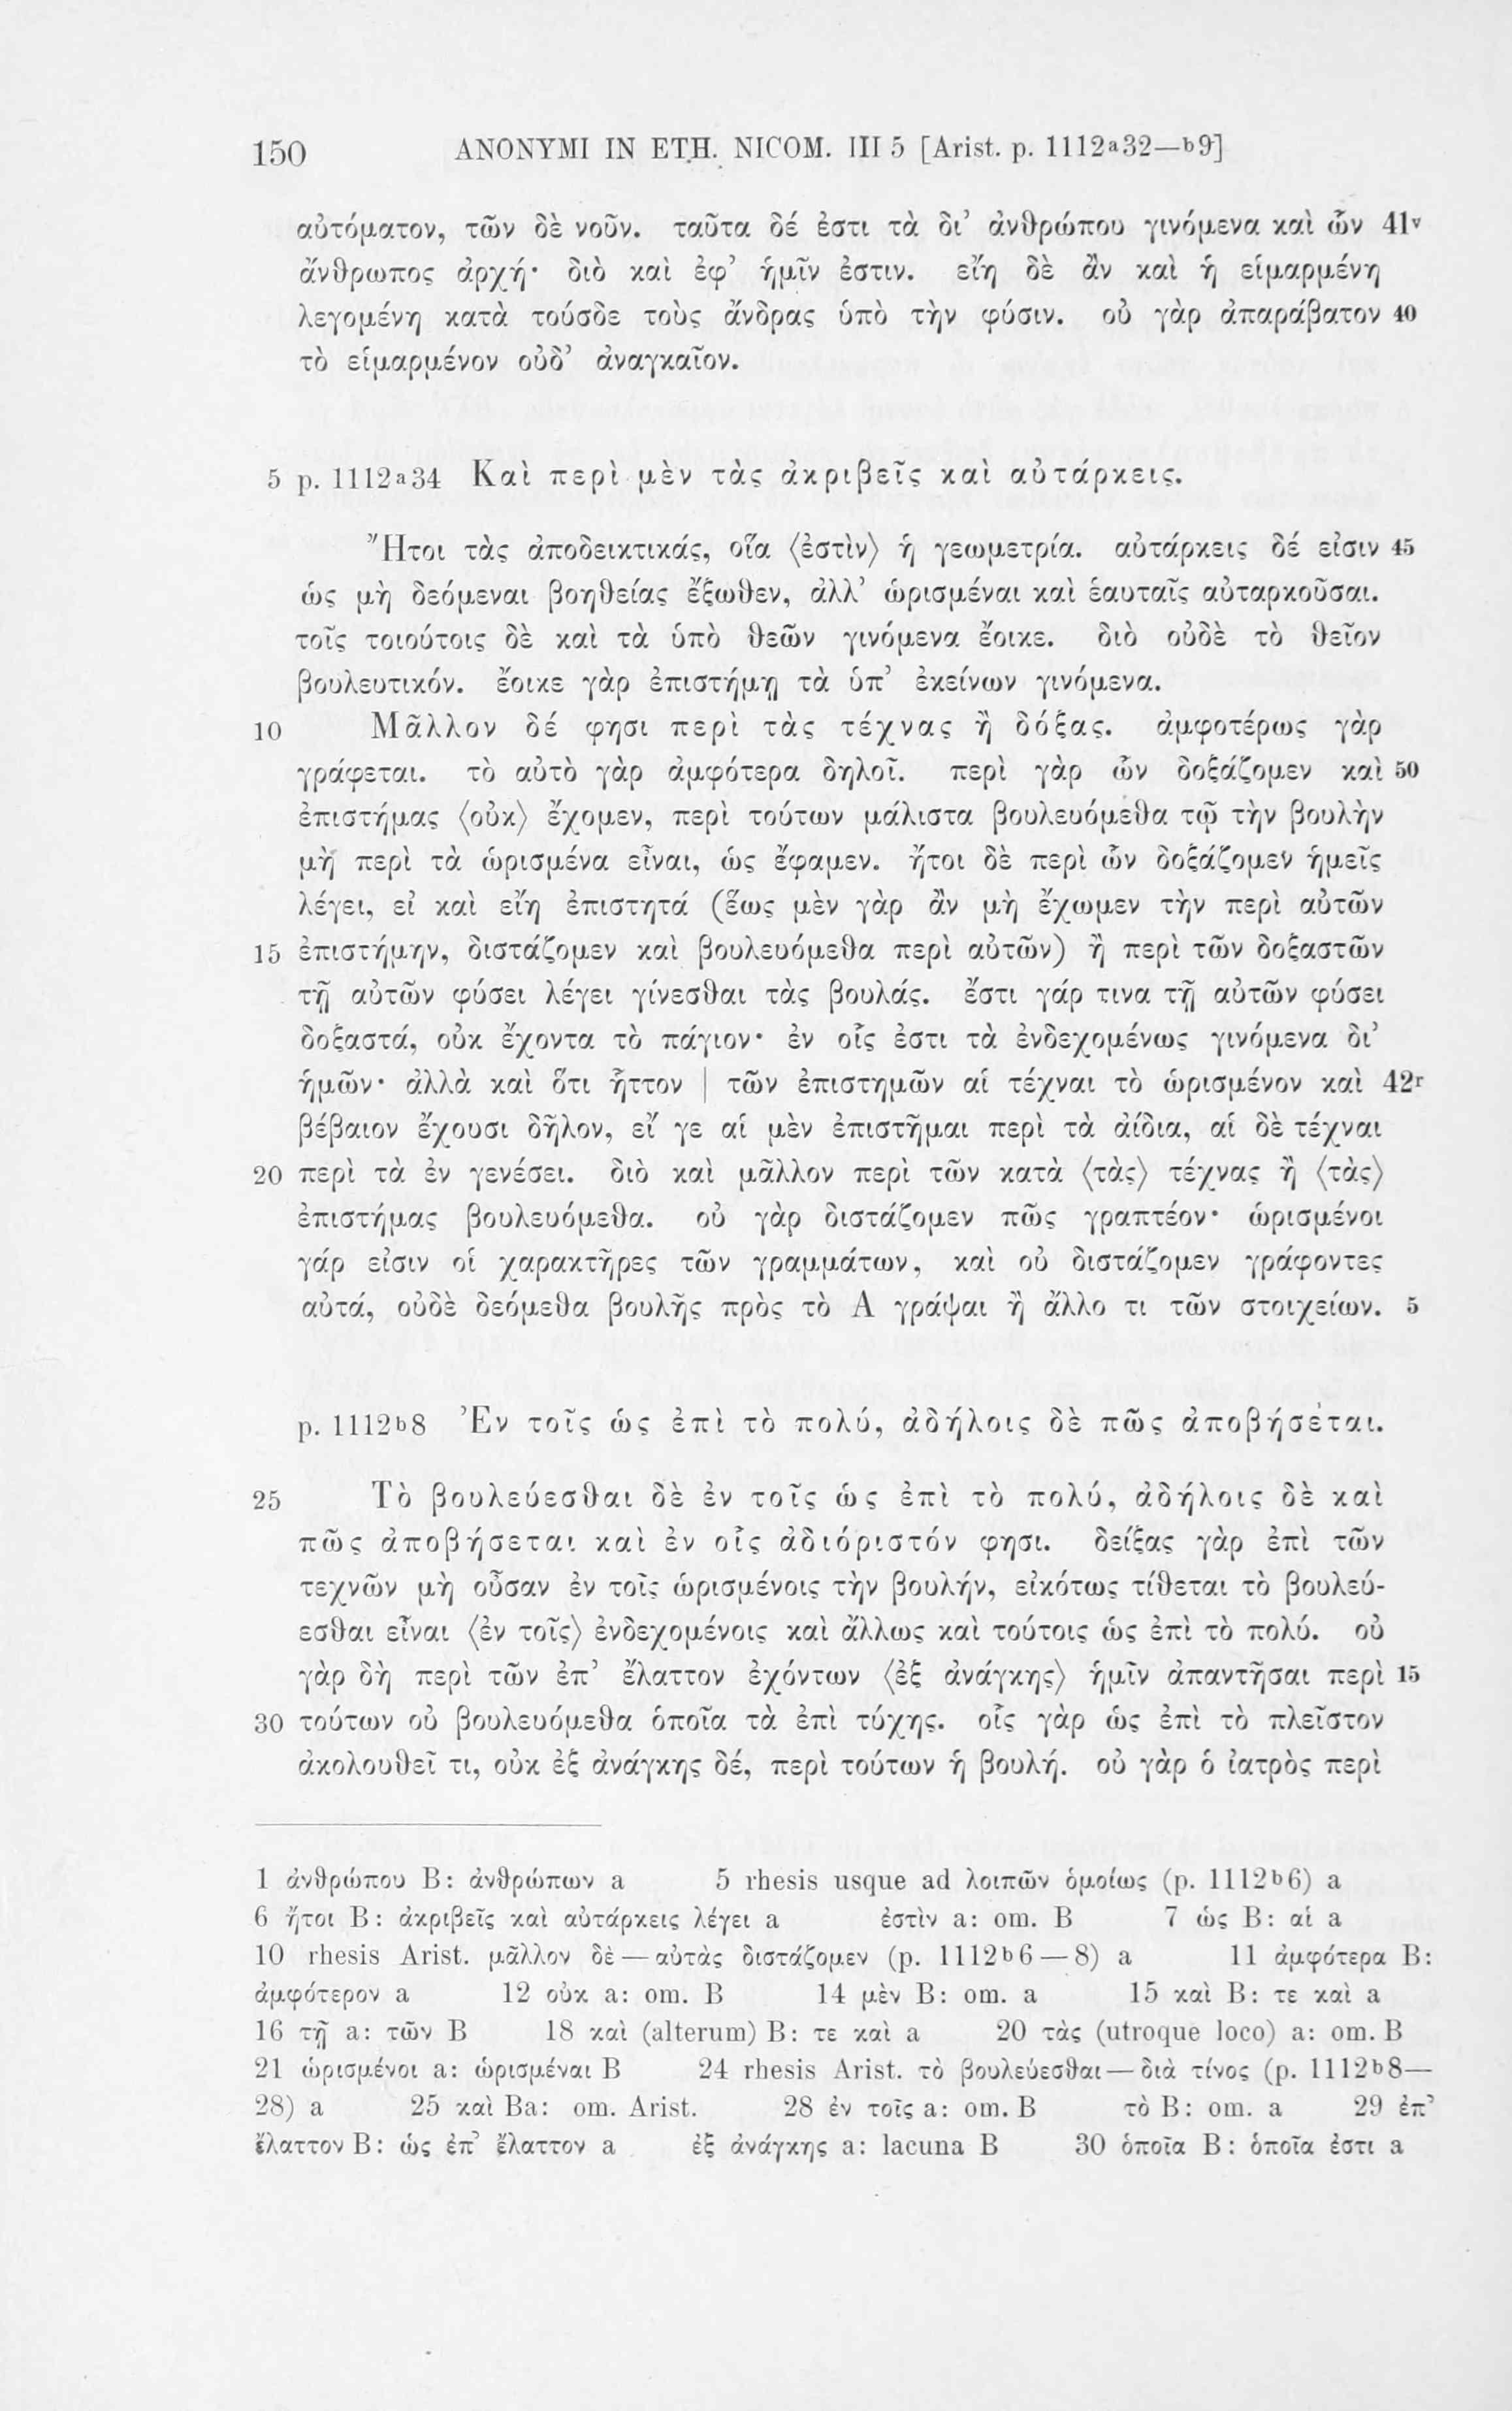 150 ANONYMI IN ETH. NICOM. III 5 [Arist. p. 1112a32—b9]
αὐτόματον, τῶν δὲ νοῦν. ταῦτα δέ ἐστι τὰ δι’ ἀνθρώπου γινόμενα καὶ ὧν 41v
ἄνθρωπος ἀρχή· διὸ καὶ ἐφ’ ἡμῖν ἐστιν. εἴη δὲ ἂν καὶ ἡ εἱμαρμένη
λεγομένη κατὰ τούσδε τοὺς ἄνδρας ὑπὸ τὴν φύσιν. οὐ γὰρ ἀπαράβατον 40
τὸ εἱμαρμένον οὐδ’ ἀναγκαῖον.
5 p. 1112a34 Καὶ περὶ μὲν τὰς ἀκριβεῖς καὶ αὐτάρκεις.
Ἤτοι τὰς ἀποδεικτικάς, οἵα ⟨ἐστὶν⟩ ἡ γεωμετρία. αὐτάρκεις δέ εἰσιν 45
ὡς μὴ δεόμεναι βοηθείας ἔξωθεν, ἀλλ’ ὡρισμέναι καὶ ἑαυταῖς αὐταρκοῦσαι.
τοῖς τοιούτοις δὲ καὶ τὰ ὑπὸ θεῶν γινόμενα ἔοικε. διὸ οὐδὲ τὸ θεῖον
βουλευτικόν. ἔοικε γὰρ ἐπιστήμῃ τὰ ὑπ’ ἐκείνων γινόμενα.
10 Μᾶλλον δέ φησι περὶ τὰς τέχνας ἢ δόξας. ἀμφοτέρως γὰρ
γράφεται. τὸ αὐτὸ γὰρ ἀμφότερα δηλοῖ. περὶ γὰρ ὧν δοξάζομεν καὶ 50
ἐπιστήμας ⟨οὐκ⟩ ἔχομεν, περὶ τούτων μάλιστα βουλευόμεθα τῷ τὴν βουλὴν
μὴ περὶ τὰ ὡρισμένα εἶναι, ὡς ἔφαμεν. ἤτοι δὲ περὶ ὧν δοξάζομεν ἡμεῖς
λέγει, εἰ καὶ εἴη ἐπιστητά (ἕως μὲν γὰρ ἂν μὴ ἔχωμεν τὴν περὶ αὐτῶν
15 ἐπιστήμην, διστάζομεν καὶ βουλευόμεθα περὶ αὐτῶν) ἢ περὶ τῶν δοξαστῶν
τῇ αὐτῶν φύσει λέγει γίνεσθαι τὰς βουλάς. ἔστι γάρ τινα τῇ αὐτῶν φύσει
δοξαστά, οὐκ ἔχοντα τὸ πάγιον· ἐν οἷς ἐστι τὰ ἐνδεχομένως γινόμενα δι’
ἡμῶν· ἀλλὰ καὶ ὅτι ἧττον | τῶν ἐπιστημῶν αἱ τέχναι τὸ ὡρισμένον καὶ 42r
βέβαιον ἔχουσι δῆλον, εἴ γε αἱ μὲν ἐπιστῆμαι περὶ τὰ ἀίδια, αἱ δὲ τέχναι
20 περὶ τὰ ἐν γενέσει. διὸ καὶ μᾶλλον περὶ τῶν κατὰ ⟨τὰς⟩ τέχνας ἢ ⟨τὰς⟩
ἐπιστήμας βουλευόμεθα. οὐ γὰρ διστάζομεν πῶς γραπτέον· ὡρισμένοι
γάρ εἰσιν οἱ χαρακτῆρες τῶν γραμμάτων, καὶ οὐ διστάζομεν γράφοντες
αὐτά, οὐδὲ δεόμεθα βουλῆς πρὸς τὸ Α γράψαι ἢ ἄλλο τι τῶν στοιχείων. 5
p. 1112b8 Ἐν τοῖς ὡς ἐπὶ τὸ πολύ, ἀδήλοις δὲ πῶς ἀποβήσεται.
25 Τὸ βουλεύεσθαι δὲ ἐν τοῖς ὡς ἐπὶ τὸ πολύ, ἀδήλοις δὲ καὶ
πῶς ἀποβήσεται καὶ ἐν οἷς ἀδιόριστόν φησι. δείξας γὰρ ἐπὶ τῶν
τεχνῶν μὴ οὖσαν ἐν τοῖς ὡρισμένοις τὴν βουλήν, εἰκότως τίθεται τὸ βουλεύ-
εσθαι εἶναι ⟨ἐν τοῖς⟩ ἐνδεχομένοις καὶ ἄλλως καὶ τούτοις ὡς ἐπὶ τὸ πολύ. οὐ
γὰρ δὴ περὶ τῶν ἐπ’ ἔλαττον ἐχόντων ⟨ἐξ ἀνάγκης⟩ ἡμῖν ἀπαντῆσαι περὶ 15
30 τούτων οὐ βουλευόμεθα ὁποῖα τὰ ἐπὶ τύχης. οἷς γὰρ ὡς ἐπὶ τὸ πλεῖστον
ἀκολουθεῖ τι, οὐκ ἐξ ἀνάγκης δέ, περὶ τούτων ἡ βουλή. οὐ γὰρ ὁ ἰατρὸς περὶ
1 ἀνθρώπου B: ἀνθρώπων a 5 rhesis usque ad λοιπῶν ὁμοίως (p. 1112b6) a
6 ἤτοι B: ἀκριβεῖς καὶ αὐτάρκεις λέγει a ἐστὶν a: om. B 7 ὡς B: αἱ a
10 rhesis Arist. μᾶλλον δὲ — αὐτὰς διστάζομεν (p. 1112b6 — 8) a 11 ἀμφότερα B:
ἀμφότερον a 12 οὐκ a: om. B 14 μὲν B: om. a 15 καὶ B: τε καὶ a
16 τῇ a: τῶν B 18 καὶ (alterum) B: τε καὶ a 20 τὰς (utroque loco) a: om. B
21 ὡρισμένοι a: ὡρισμέναι B 24 rhesis Arist. τὸ βουλεύεσθαι — διὰ τίνος (p. 1112b8—
28) a 25 καὶ Ba: om. Arist. 28 ἐν τοῖς a: om. B τὸ B: om. a 29 ἐπ’
ἔλαττον B: ὡς ἐπ’ ἔλαττον a ἐξ ἀνάγκης a: lacuna B 30 ὁποῖα B: ὁποῖα ἐστι a